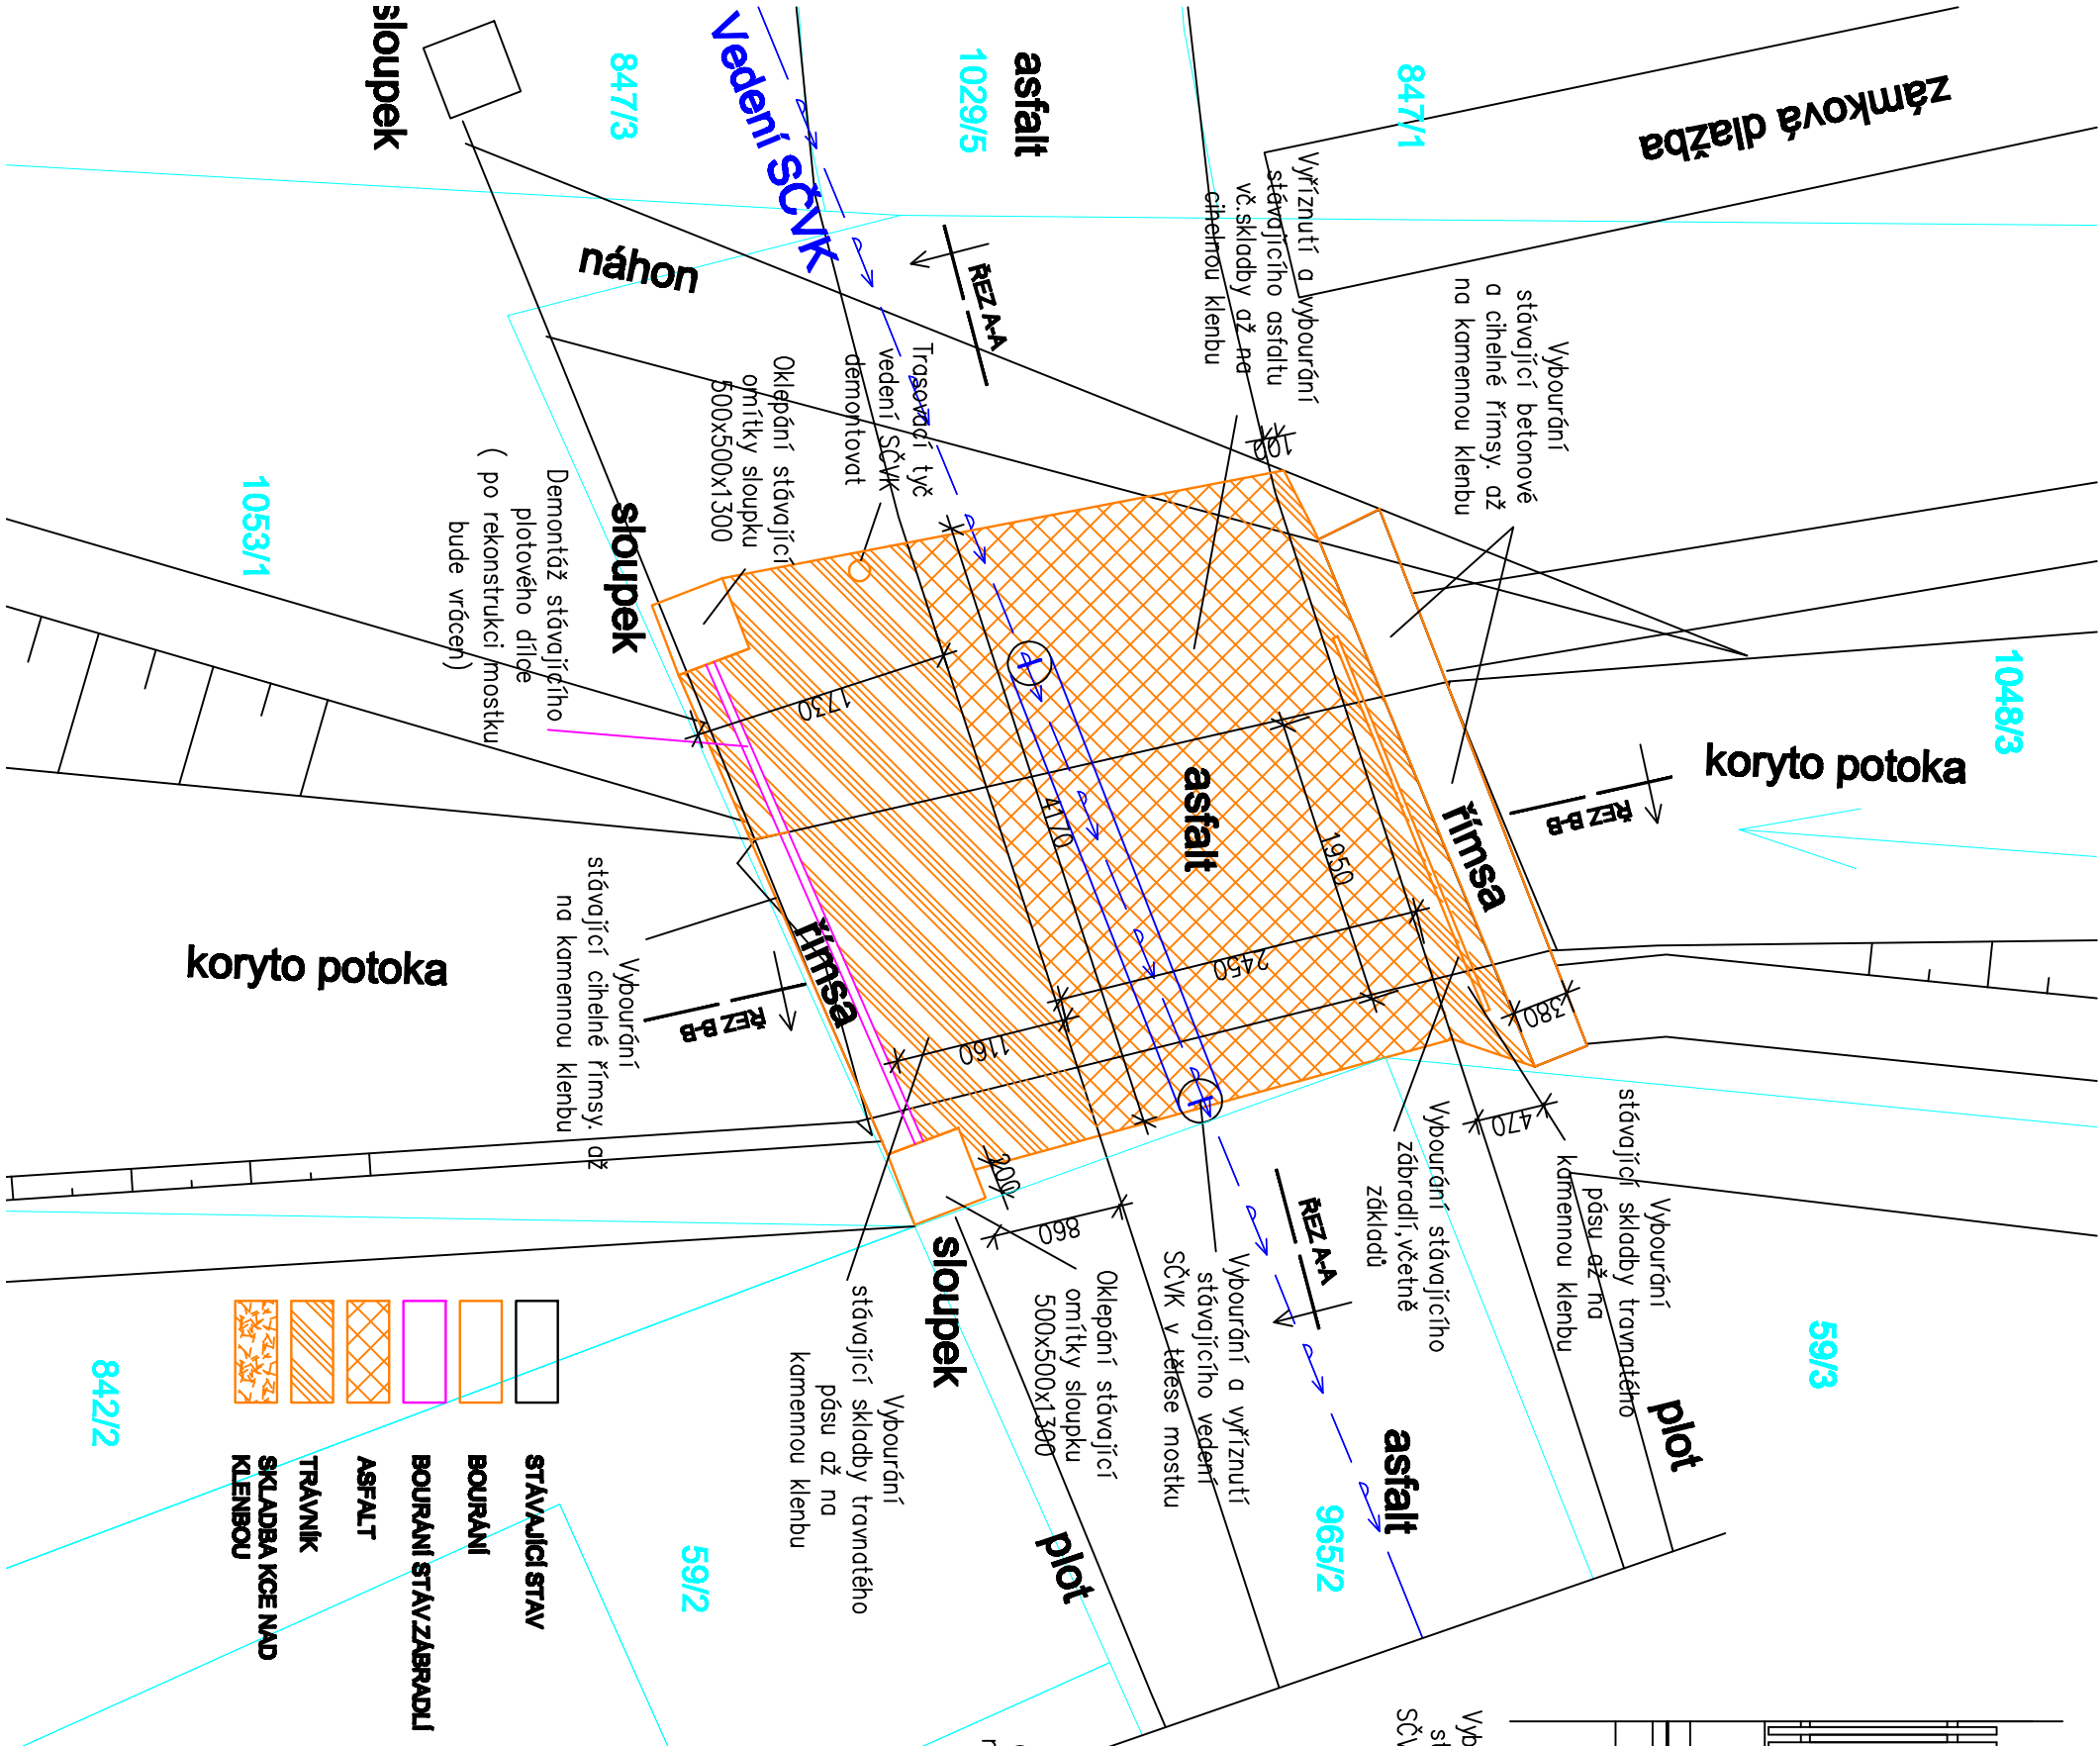 sloupek
847/3
Vedení SČVK
1029/5
asfalt
847/1
zámková dlažba
náhon
ŘEZ A-A
Vyříznutí a vybourání
stávajícího asfaltu
vč.skladby až na
cihelnou klenbu
Vybourání
stávající betonové
a cihelné římsy. až
na kamennou klenbu
Trasovací tyč
vedení SČVK
demontovat
Oklepání stávající
omítky sloupku
500x500x1300
100
1053/1
Demontáž stávajícího
plotového dílce
( po rekonstrukci mostku
bude vrácen)
sloupek
1730
4170
asfalt
1950
2450
1160
římsa
1048/3
koryto potoka
ŘEZ B-B
1380
470
koryto potoka
Vybourání
stávající cihelné římsy. až
na kamennou klenbu
římsa
ŘEZ B-B
200
860
sloupek
Vybourání
stávající skladby travnatého
pásu až na
kamennou klenbu
Oklepání stávající
omítky sloupku
500x500x1300
Vybourání a vyříznutí
stávajícího vedení
SČVK v tělese mostku
ŘEZ A-A
Vybourání stávajícího
zábradlí,včetně
základů
Vybourání
stávající skladby travnatého
pásu až na
kamennou klenbu
59/3
plot
asfalt
965/2
plot
59/2
842/2
STÁVAJÍCÍ STAV
BOURÁNÍ
BOURÁNÍ STÁV.ZÁBRADLÍ
ASFALT
TRÁVNÍK
SKLADBA KCE NAD
KLENBOU